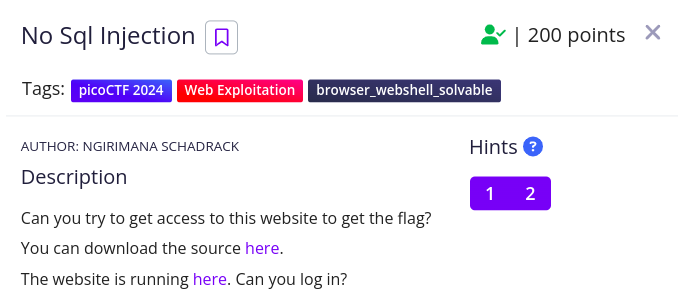 No Sql Injection
| 200 points
Tags: picoCTF 2024 Web Exploitation browser_webshell_solvable
AUTHOR: NGIRIMANA SCHADRACK
Hints ?
Description
1 2
Can you try to get access to this website to get the flag?
You can download the source here.
The website is running here. Can you log in?